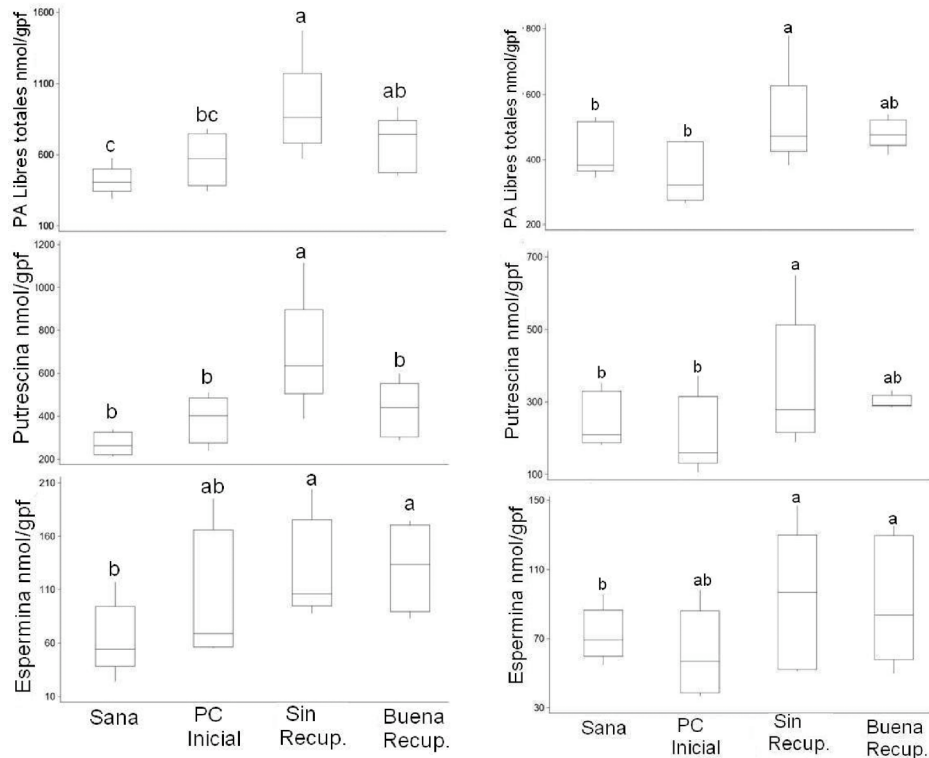 PA Libres totales nmol/gpf
1600
1100
600
100
c
bc
a
ab
PA Libres totales nmol/gpf
800
600
400
200
b
b
a
ab
Putrescina nmol/gpf
1200
1000
800
600
400
200
b
b
a
b
Putrescina nmol/gpf
700
500
300
100
b
b
a
ab
Espermina nmol/gpf
210
160
110
60
10
b
ab
a
a
Espermina nmol/gpf
150
110
70
30
b
ab
a
a
Sana
PC
Inicial
Sin
Recup.
Buena
Recup.
Sana
PC
Inicial
Sin
Recup.
Buena
Recup.